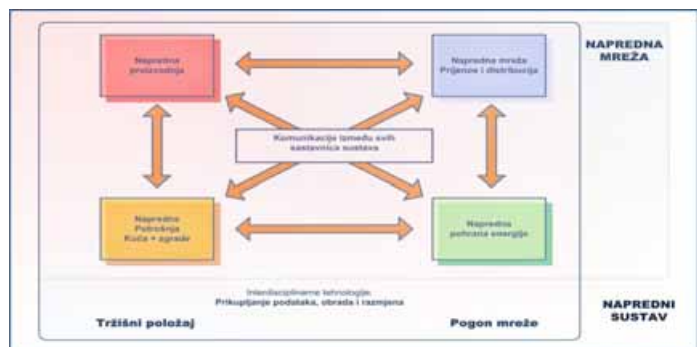 Napredna
proizvodnja
Napredna mreža
Prijenos i distribucija
NAPREDNA
MREŽA
Komunikacije između svih
sastavnica sustava
Napredna
Potrošnja
Kuća + zgrade
Napredna
pohrana energije
Interdisciplinarne tehnologije:
Prikupljanje podataka, obrada i razmjena
Tržišni položaj
Pogon mreže
NAPREDNI
SUSTAV